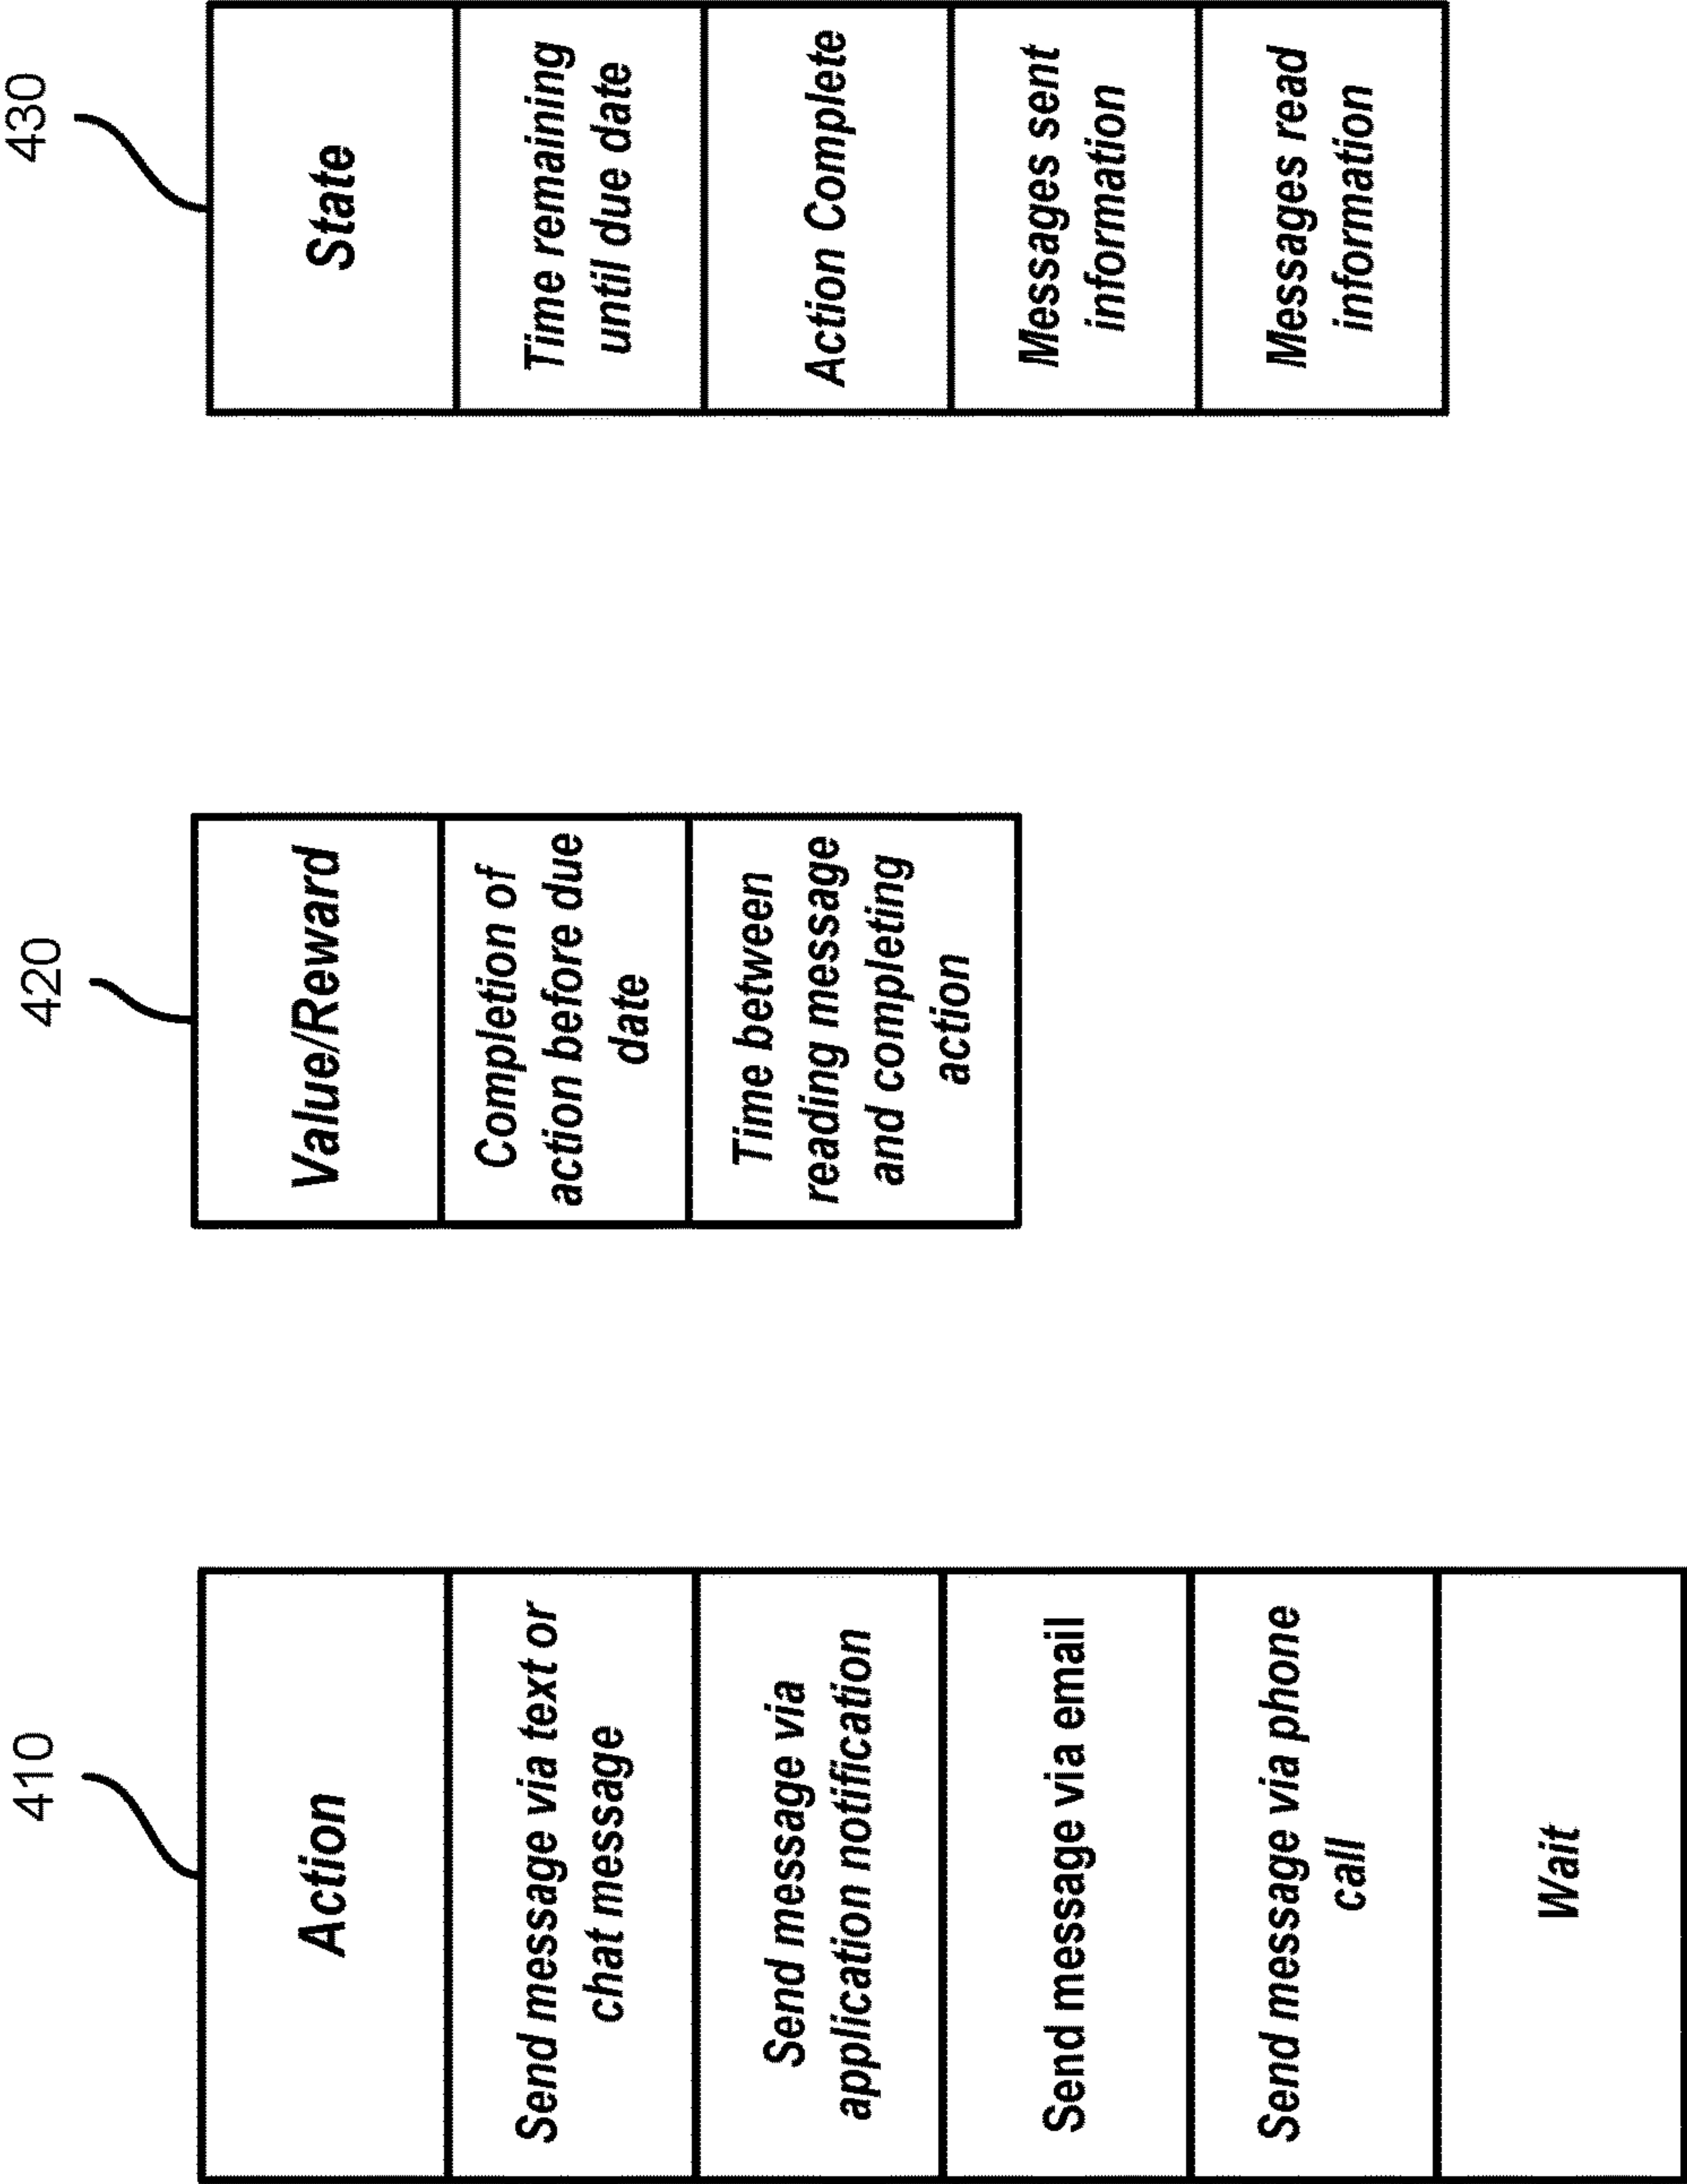 410
Action
Send message via text or
chat message
Send message via
application notification
Send message via email
Send message via phone
call
Wait
420
Value/Reward
Completion of
action before due
date
Time between
reading message
and completing
action
430
State
Time remaining
until due date
Action Complete
Messages sent
information
Messages read
information